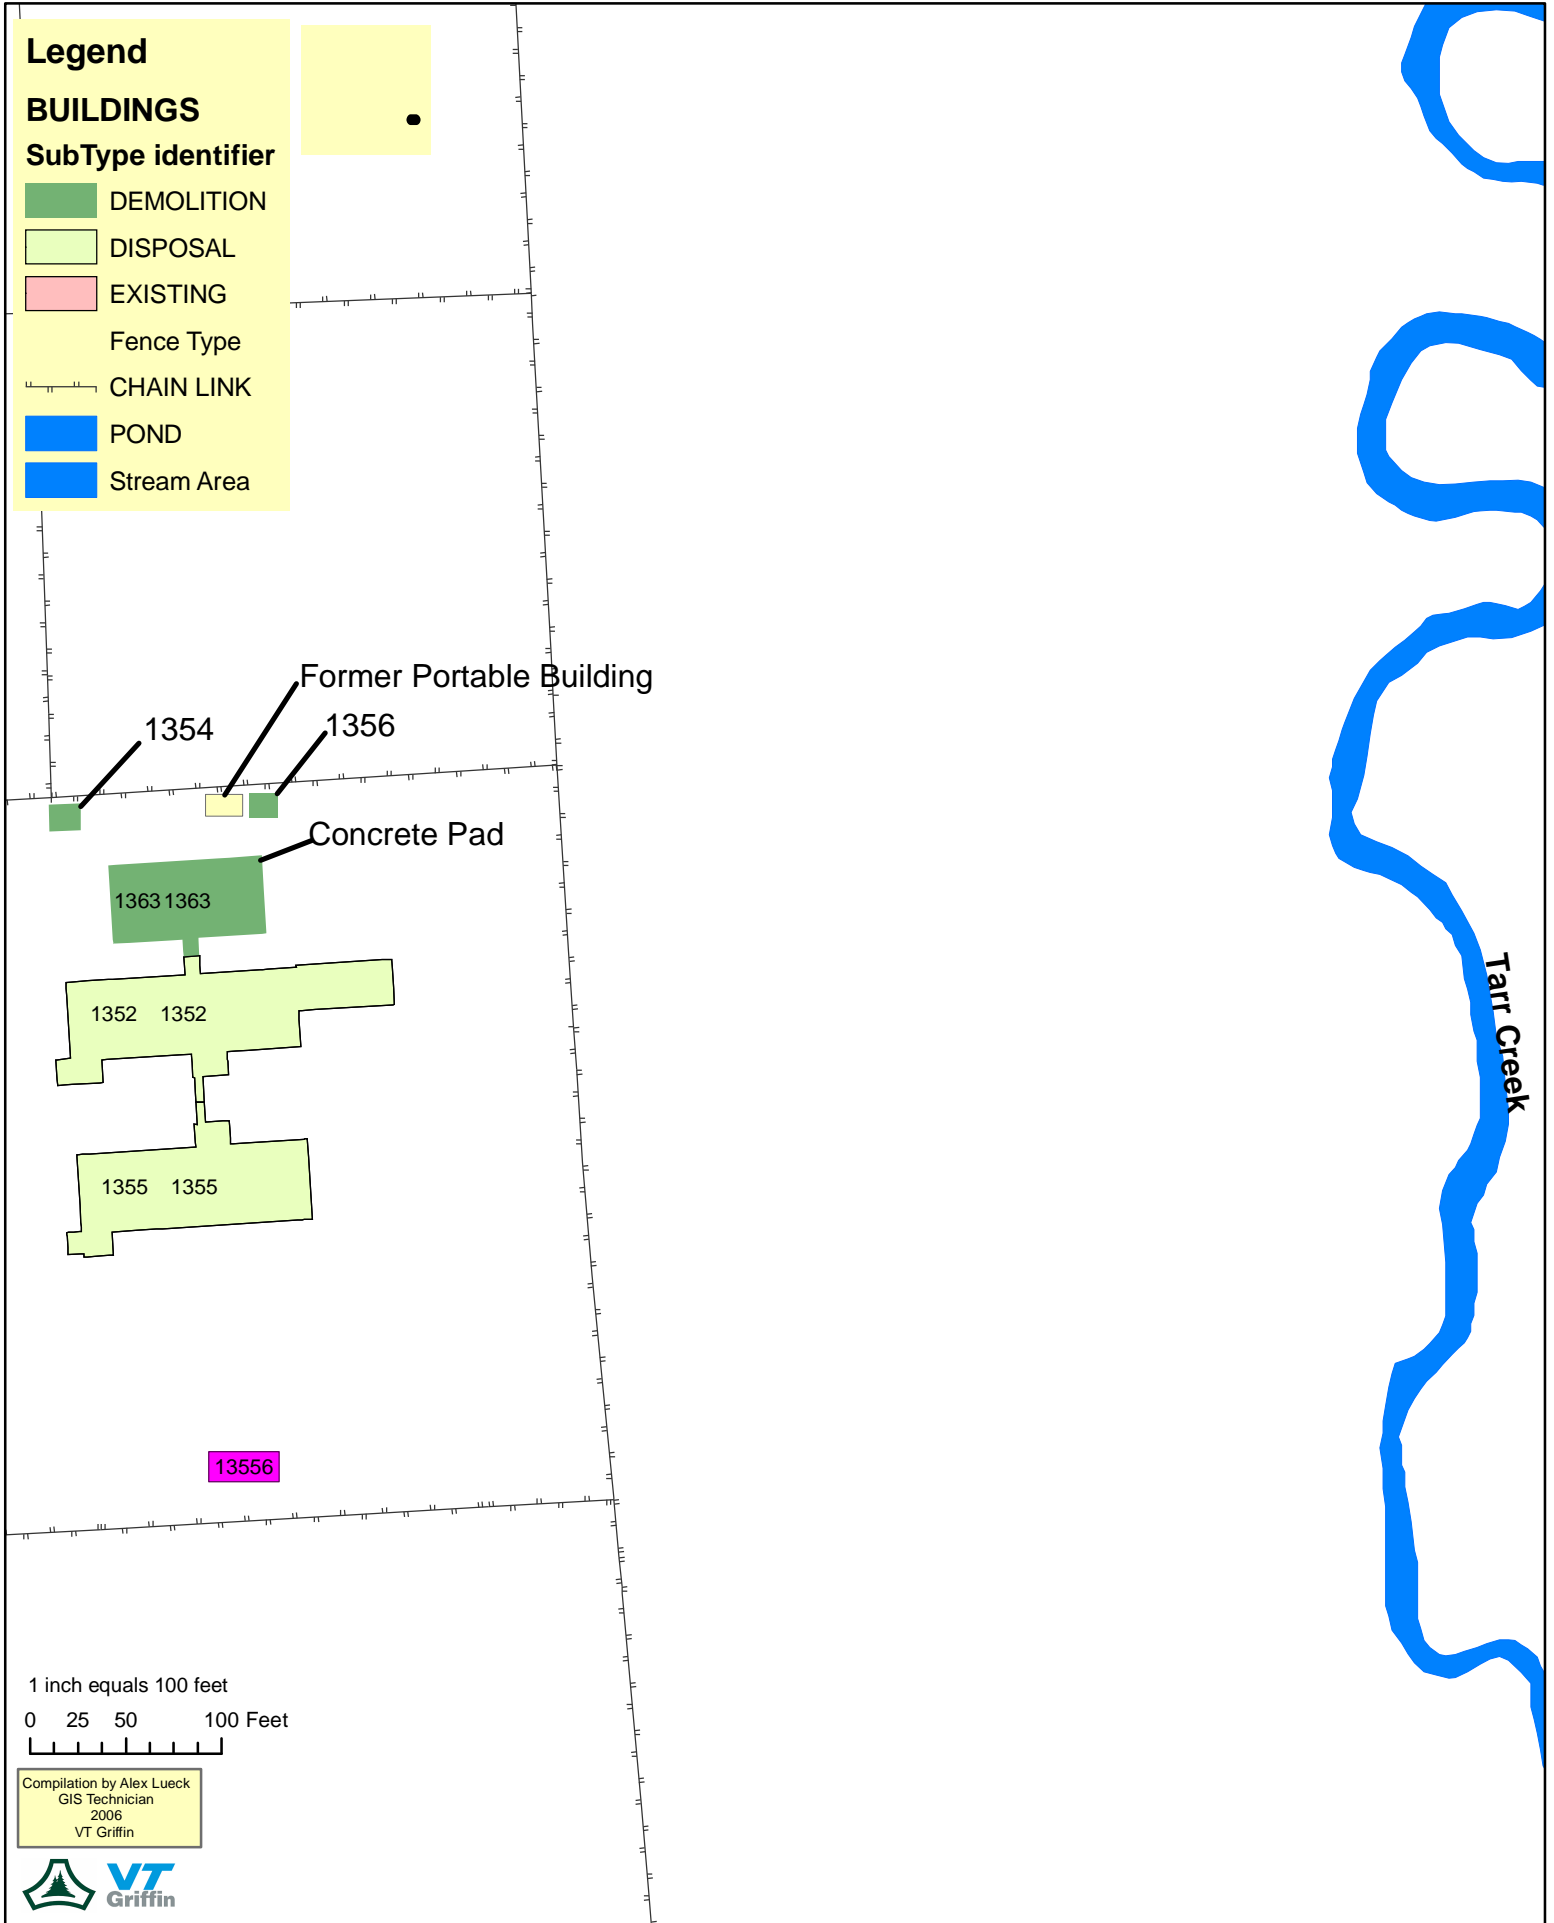 Legend
BUILDINGS
SubType identifier
DEMOLITION
DISPOSAL
EXISTING
Fence Type
CHAIN LINK
POND
Stream Area
Former Portable Building
1354
1356
Concrete Pad
1363 1363
1352 1352
Tarr Creek
1355 1355
13556
1 inch equals 100 feet
0 25 50 100 Feet
Compilation by Alex Lueck
GIS Technician
2006
VT Griffin
VT
Griffin